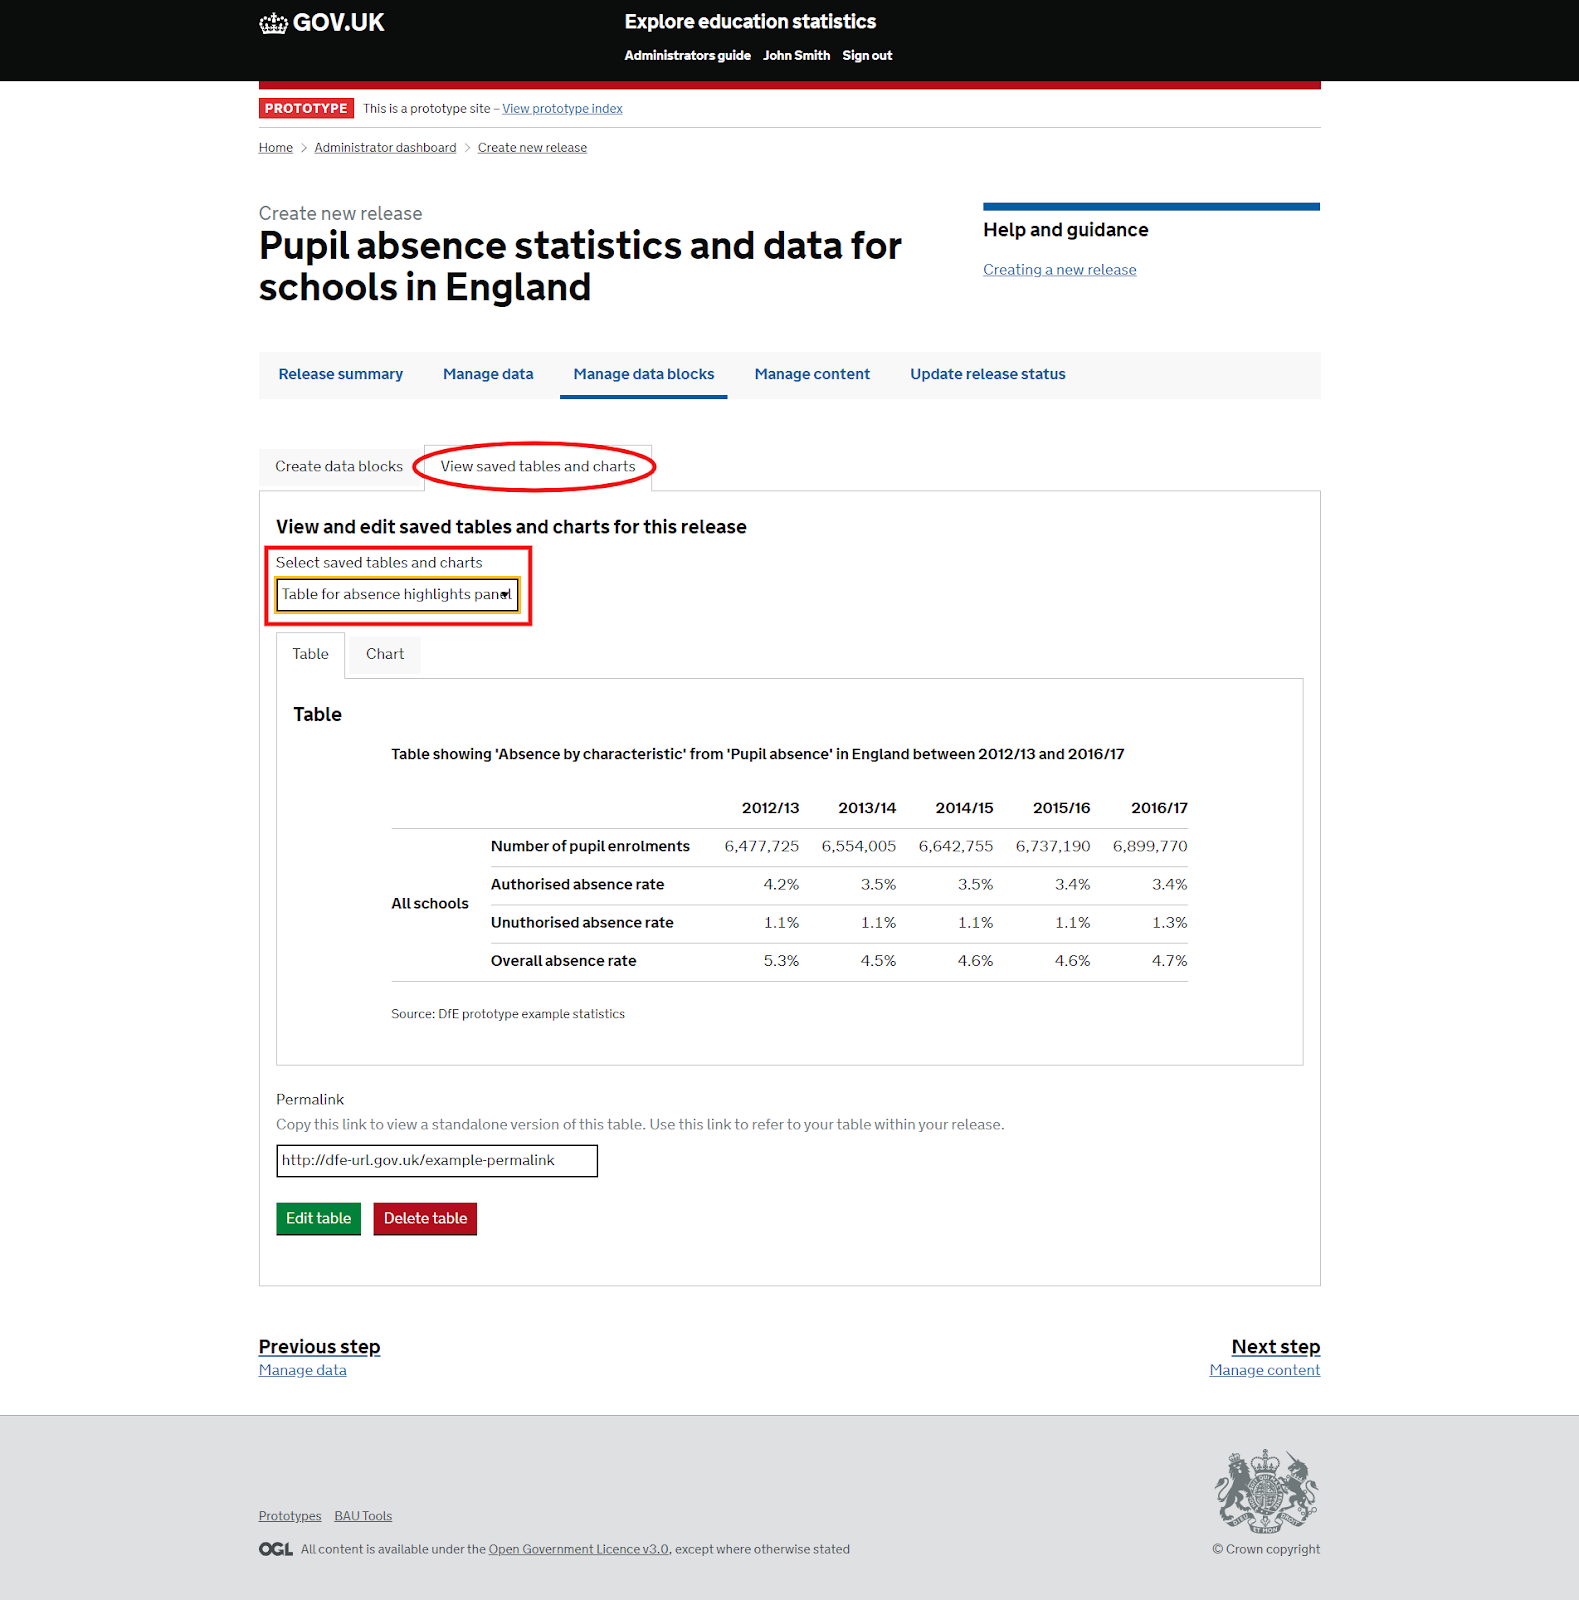 GOV.UK
Explore education statistics
Administrators guide John Smith Sign out
PROTOTYPE This is a prototype site – View prototype index
Home > Administrator dashboard > Create new release
Create new release
Pupil absence statistics and data for
schools in England
Help and guidance
Creating a new release
Release summary Manage data Manage data blocks Manage content Update release status
Create data blocks View saved tables and charts
View and edit saved tables and charts for this release
Select saved tables and charts
Table for absence highlights panel
Table Chart
Table
Table showing 'Absence by characteristic' from 'Pupil absence' in England between 2012/13 and 2016/17
2012/13 2013/14 2014/15 2015/16 2016/17
All schools
Number of pupil enrolments 6,477,725 6,554,005 6,642,755 6,737,190 6,899,770
Authorised absence rate 4.2% 3.5% 3.5% 3.4% 3.4%
Unuthorised absence rate 1.1% 1.1% 1.1% 1.1% 1.3%
Overall absence rate 5.3% 4.5% 4.6% 4.6% 4.7%
Source: DfE prototype example statistics
Permalink
Copy this link to view a standalone version of this table. Use this link to refer to your table within your release.
http://dfe-url.gov.uk/example-permalink
Edit table Delete table
Previous step
Manage data
Next step
Manage content
Prototypes BAU Tools
OGL All content is available under the Open Government Licence v3.0, except where otherwise stated
© Crown copyright